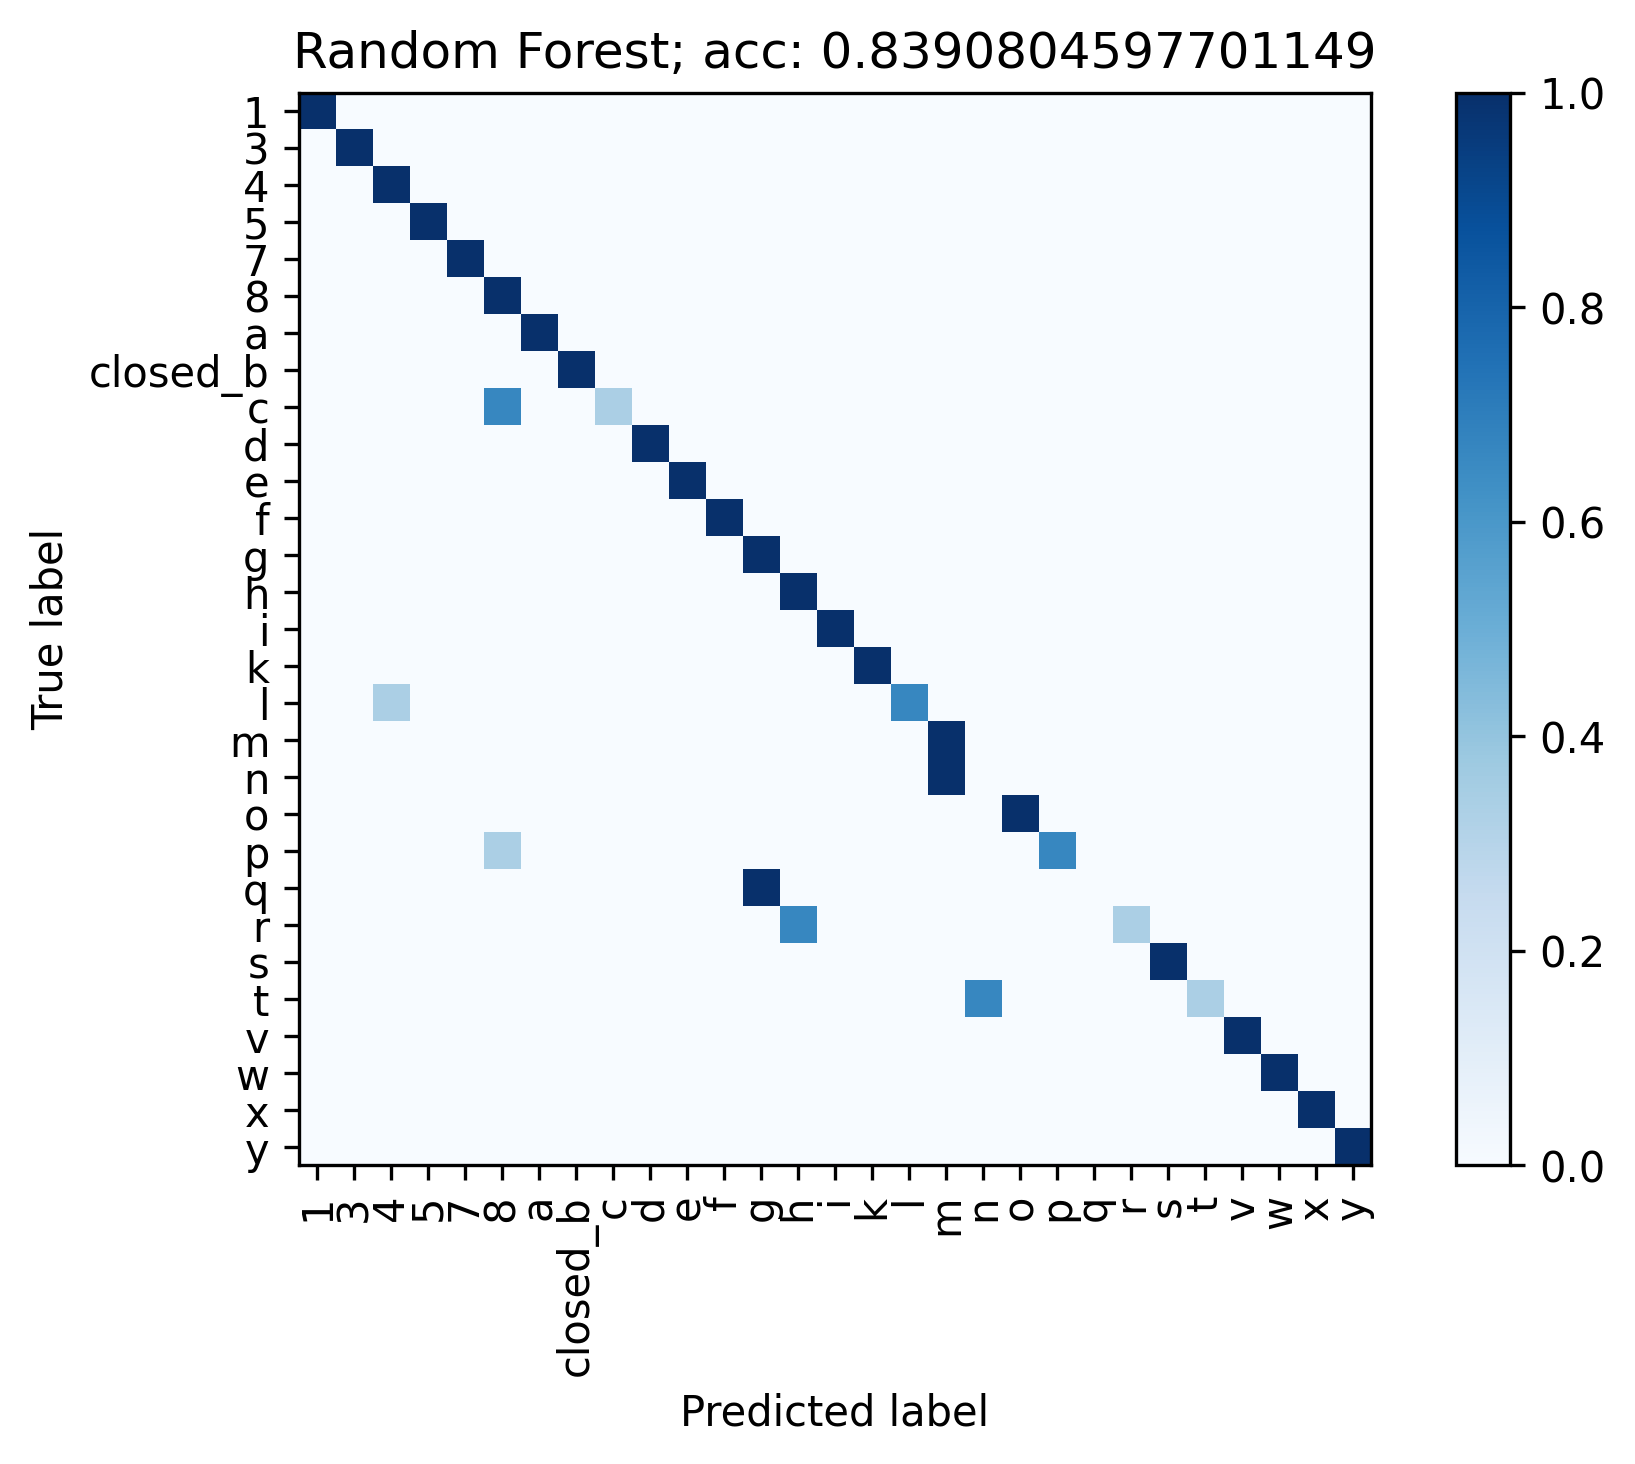 Random Forest; acc: 0.8390804597701149
True label
1
3
4
5
7
8
a
closed_b
c
d
e
f
g
h
i
k
l
m
n
o
p
q
r
s
t
v
w
x
y
1 3 4 5 7 8 a closed_b c d e f g h i k l m n o p q r s t v w x y
Predicted label
1.0
0.8
0.6
0.4
0.2
0.0